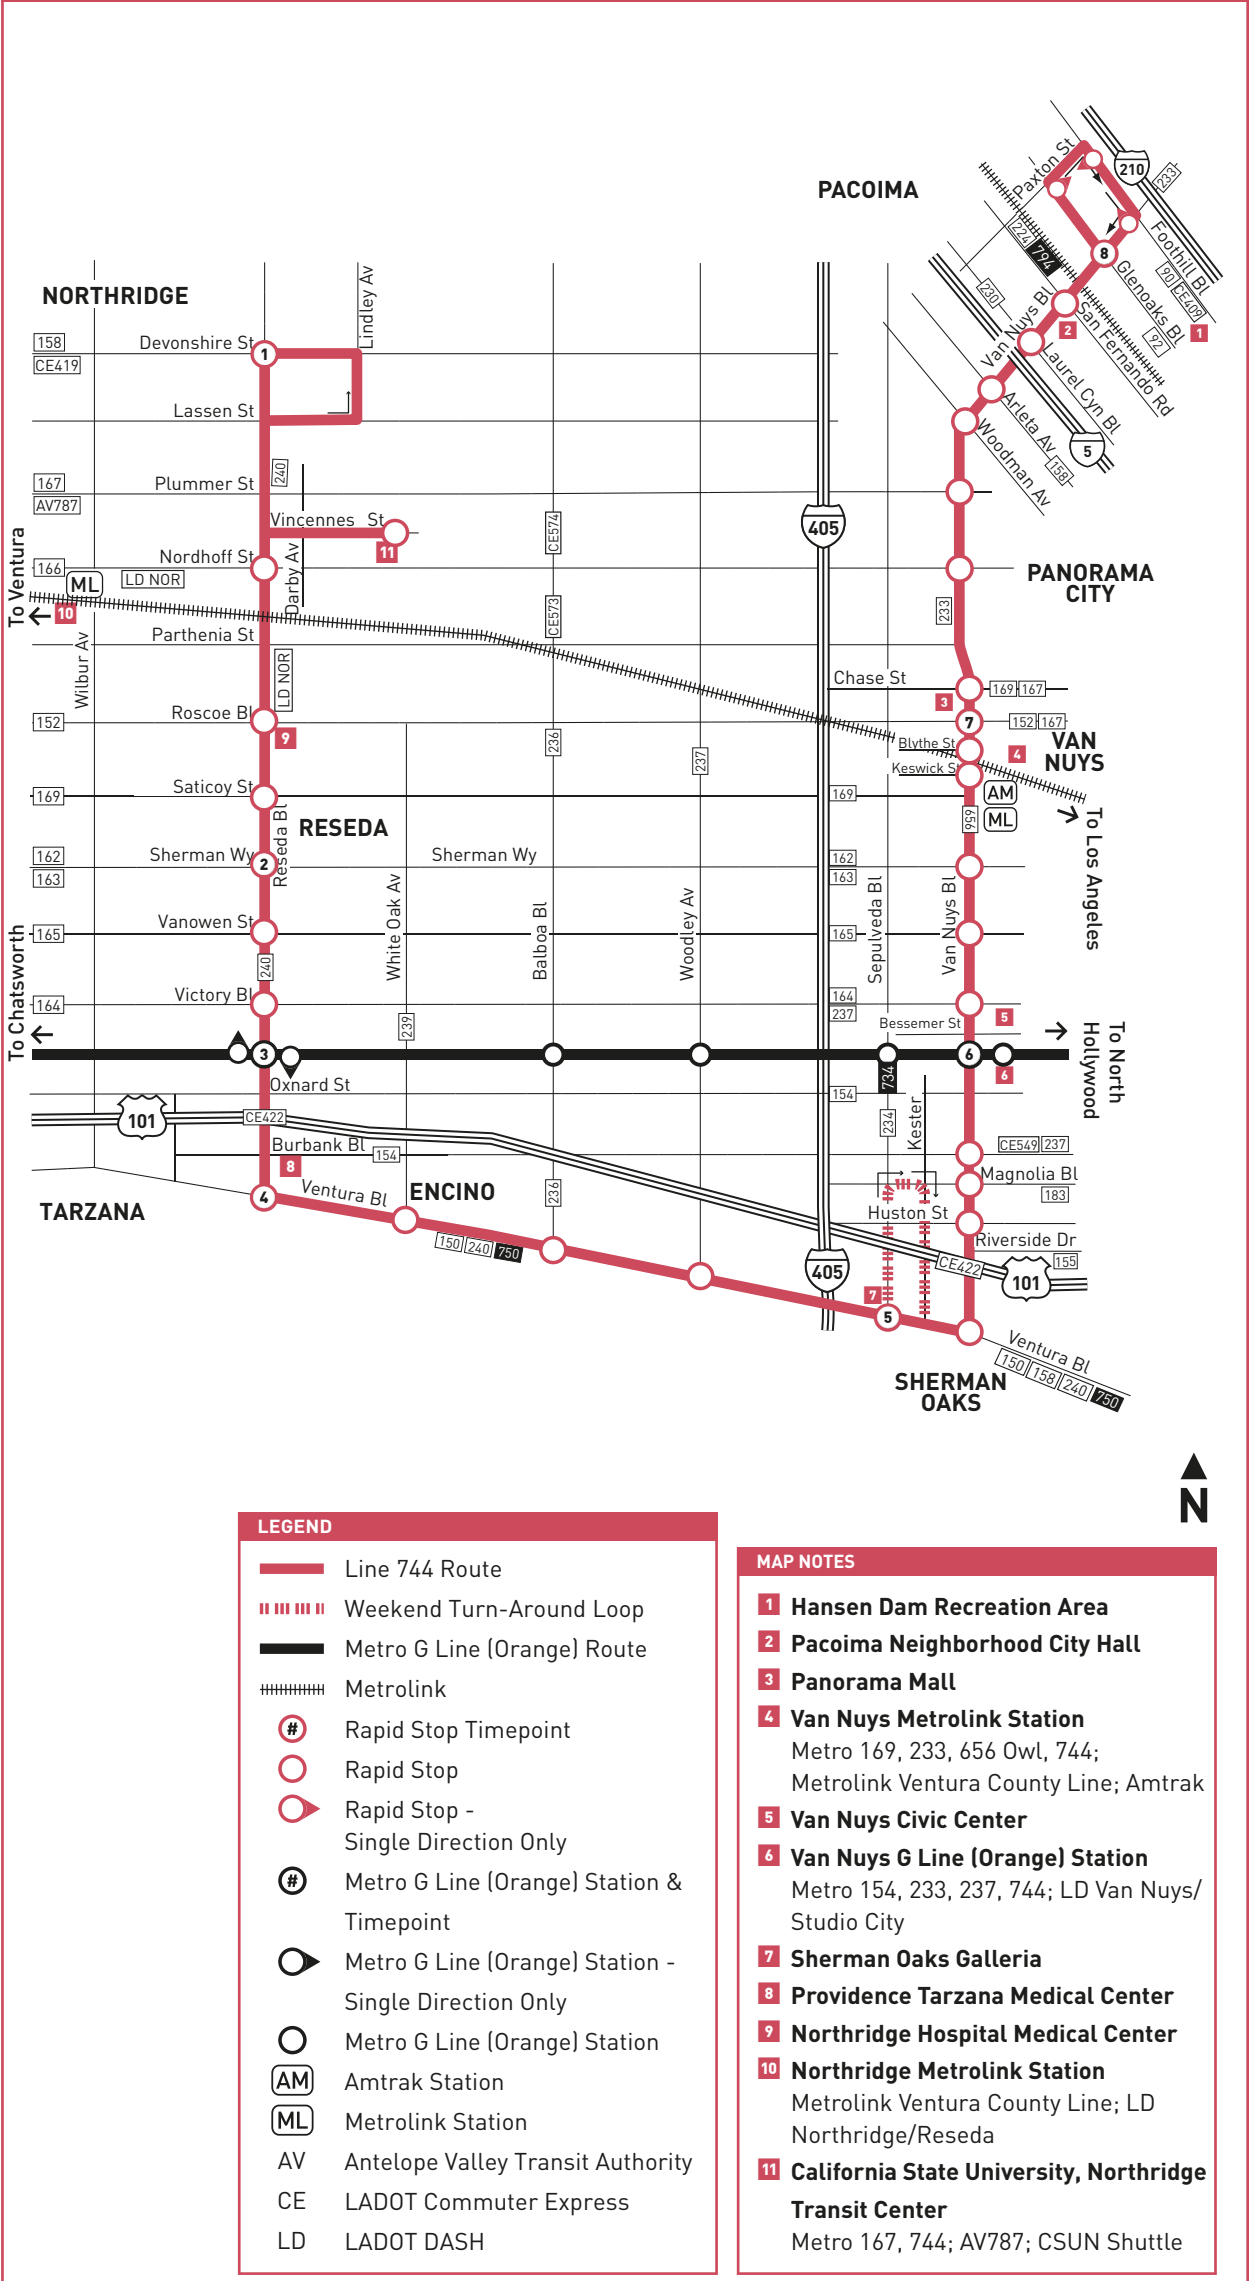 PACOIMA
Paxton St
210
233
224
794
8
Foothill Bl
90
CE409
1
Glenoaks Bl
92
230
Van Nuys Bl
2
San Fernando Rd
Laurel Cyn Bl
5
Arleta Av
158
Woodman Av
NORTHRIDGE
Lindley Av
158
CE419
Devonshire St
1
Lassen St
167
AV787
Plummer St
240
Vincennes St
11
CE574
405
To Ventura
166
ML
LD NOR
Nordhoff St
Darby Av
PANORAMA
CITY
10
CE573
233
Parthenia St
Wilbur Av
LD NOR
Chase St
169
167
3
152
Roscoe Bl
9
236
237
7
152
167
Blythe St
4
VAN
NUYS
Keswick St
169
Saticoy St
169
AM
ML
656
To Los Angeles
RESEDA
Reseda Bl
162
163
Sherman Wy
2
Sherman Wy
162
163
White Oak Av
Balboa Bl
Woodley Av
Sepulveda Bl
Van Nuys Bl
To Chatsworth
165
Vanowen St
165
240
164
Victory Bl
164
237
239
Bessemer St
5
To North
Hollywood
3
6
6
734
Oxnard St
154
101
CE422
234
Kester
Burbank Bl
154
CE549
237
8
Magnolia Bl
183
TARZANA
4
Ventura Bl
ENCINO
236
Huston St
Riverside Dr
155
150
240
750
405
CE422
101
7
5
Ventura Bl
150
158
240
750
SHERMAN
OAKS
N
LEGEND
Line 744 Route
Weekend Turn-Around Loop
Metro G Line (Orange) Route
Metrolink
# Rapid Stop Timepoint
Rapid Stop
Rapid Stop -
Single Direction Only
# Metro G Line (Orange) Station &
Timepoint
Metro G Line (Orange) Station -
Single Direction Only
Metro G Line (Orange) Station
AM Amtrak Station
ML Metrolink Station
AV Antelope Valley Transit Authority
CE LADOT Commuter Express
LD LADOT DASH
MAP NOTES
1 Hansen Dam Recreation Area
2 Pacoima Neighborhood City Hall
3 Panorama Mall
4 Van Nuys Metrolink Station
Metro 169, 233, 656 Owl, 744;
Metrolink Ventura County Line; Amtrak
5 Van Nuys Civic Center
6 Van Nuys G Line (Orange) Station
Metro 154, 233, 237, 744; LD Van Nuys/
Studio City
7 Sherman Oaks Galleria
8 Providence Tarzana Medical Center
9 Northridge Hospital Medical Center
10 Northridge Metrolink Station
Metrolink Ventura County Line; LD
Northridge/Reseda
11 California State University, Northridge
Transit Center
Metro 167, 744; AV787; CSUN Shuttle